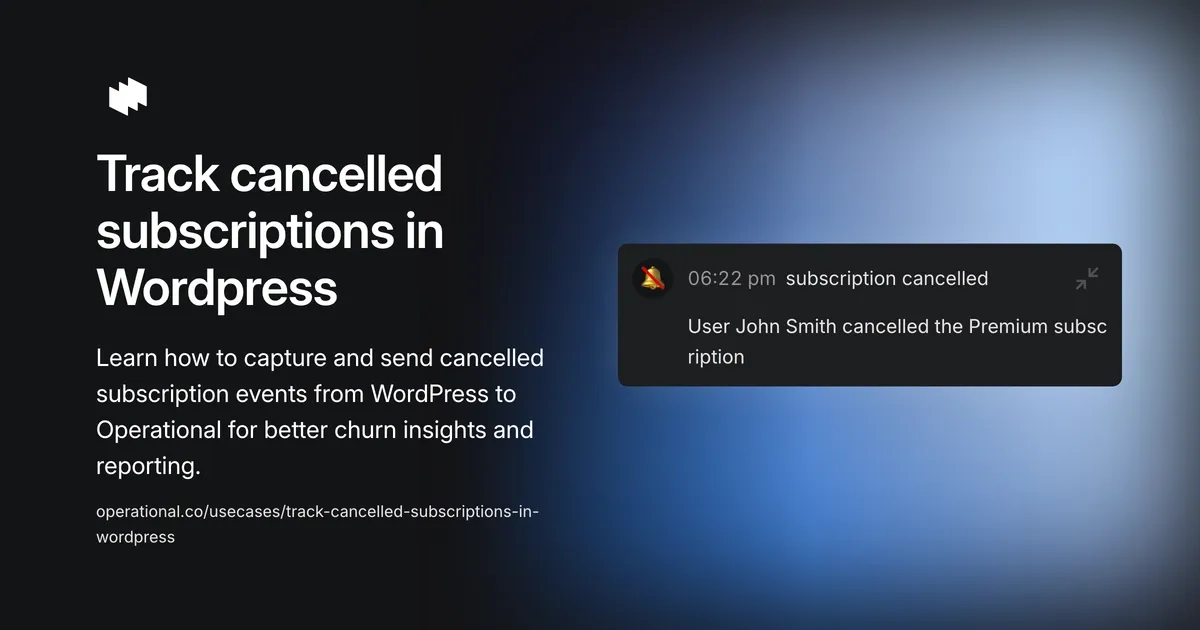 Track cancelled
subscriptions in
Wordpress
Learn how to capture and send cancelled
subscription events from WordPress to
Operational for better churn insights and
reporting.
operational.co/usecases/track-cancelled-subscriptions-in-
wordpress
06:22 pm subscription cancelled
User John Smith cancelled the Premium subsc
ription